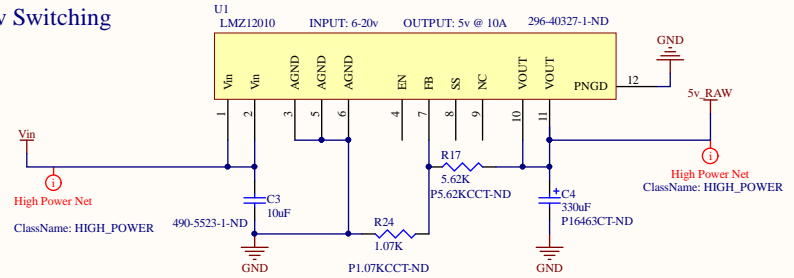 v Switching
U1
LMZ12010 INPUT: 6-20v OUTPUT: 5v @ 10A 296-40327-1-ND
Vin Vin AGND AGND AGND EN FB SS NC VOUT VOUT PNGD
1 2 3 5 6 4 7 8 9 10 11 12
GND
5v_RAW
Vin
i
High Power Net
ClassName: HIGH_POWER
C3
10uF
490-5523-1-ND
GND
R24
1.07K
P1.07KCCT-ND
R17
5.62K
P5.62KCCT-ND
+
C4
330uF
P16463CT-ND
GND
i
High Power Net
ClassName: HIGH_POWER